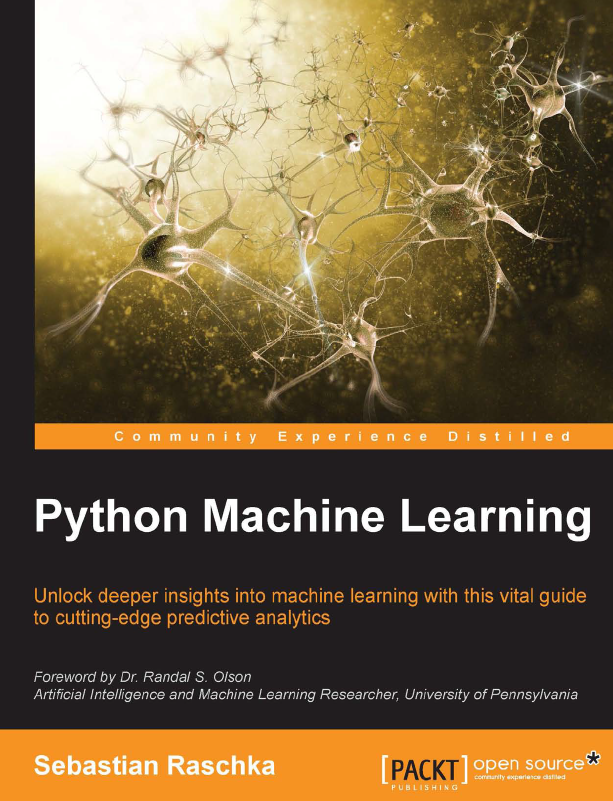 Community Experience Distilled
Python Machine Learning
Unlock deeper insights into machine learning with this vital guide
to cutting-edge predictive analytics
Foreword by Dr. Randal S. Olson
Artificial Intelligence and Machine Learning Researcher, University of Pennsylvania
Sebastian Raschka
[PACKT] open source*
PUBLISHING community experience distilled